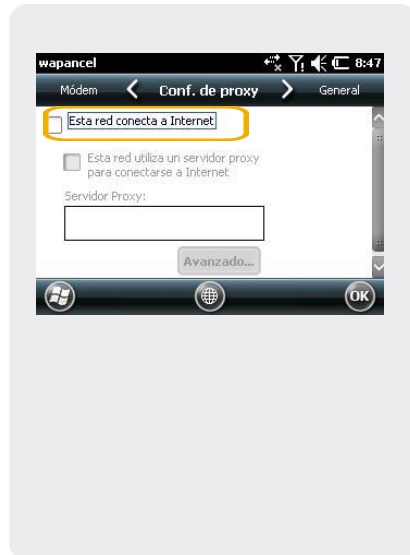 wapancel 8:47
Módem Conf. de proxy General
Esta red conecta a Internet
Esta red utiliza un servidor proxy
para conectarse a Internet
Servidor Proxy:
Avanzado...
OK